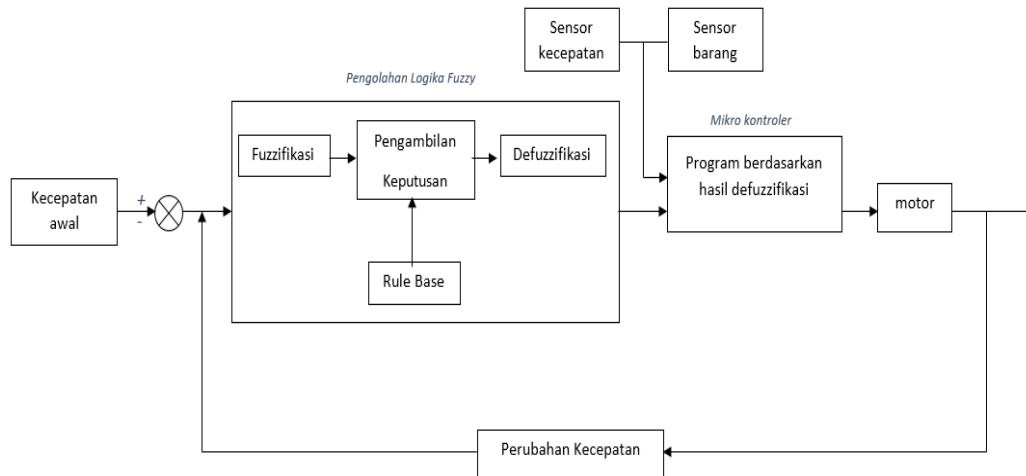 Sensor
kecepatan
Sensor
barang
Pengolahan Logika Fuzzy
Mikro kontroler
Fuzzifikasi
Pengambilan
Keputusan
Defuzzifikasi
Program berdasarkan
hasil defuzzifikasi
Kecepatan
awal
+
-
motor
Rule Base
Perubahan Kecepatan